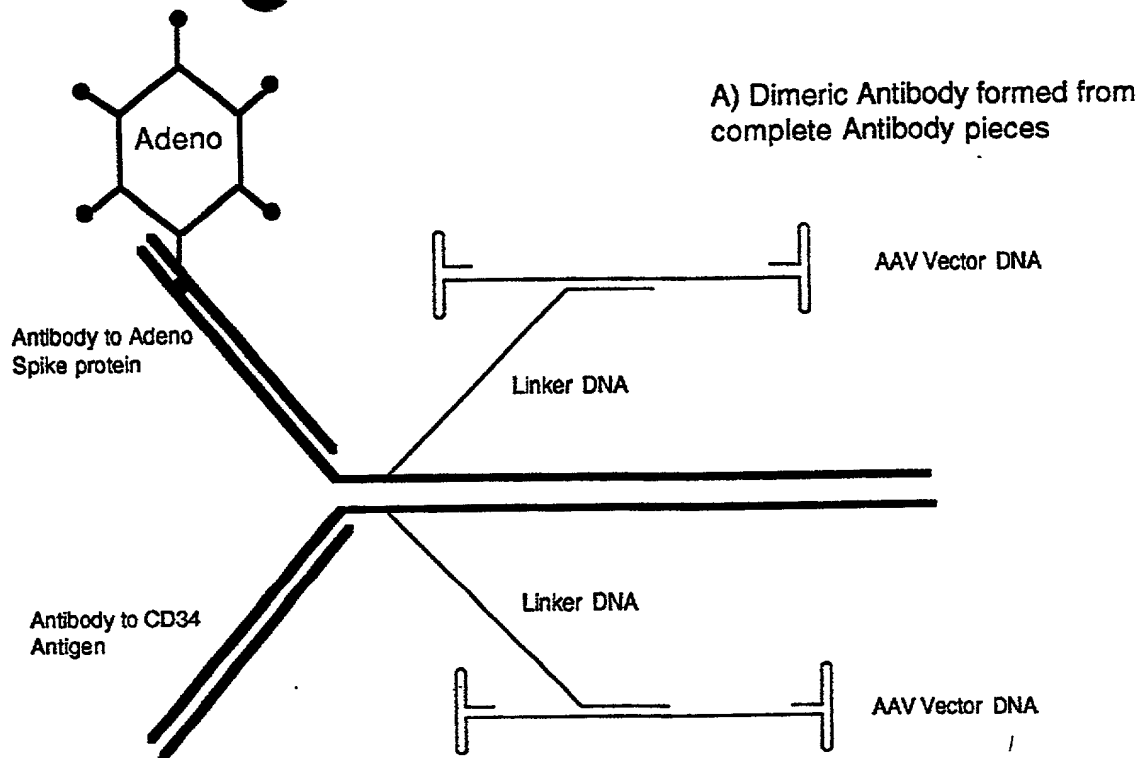 Adeno
A) Dimeric Antibody formed from
complete Antibody pieces
AAV Vector DNA
Antibody to Adeno
Spike protein
Linker DNA
Linker DNA
Antibody to CD34
Antigen
AAV Vector DNA